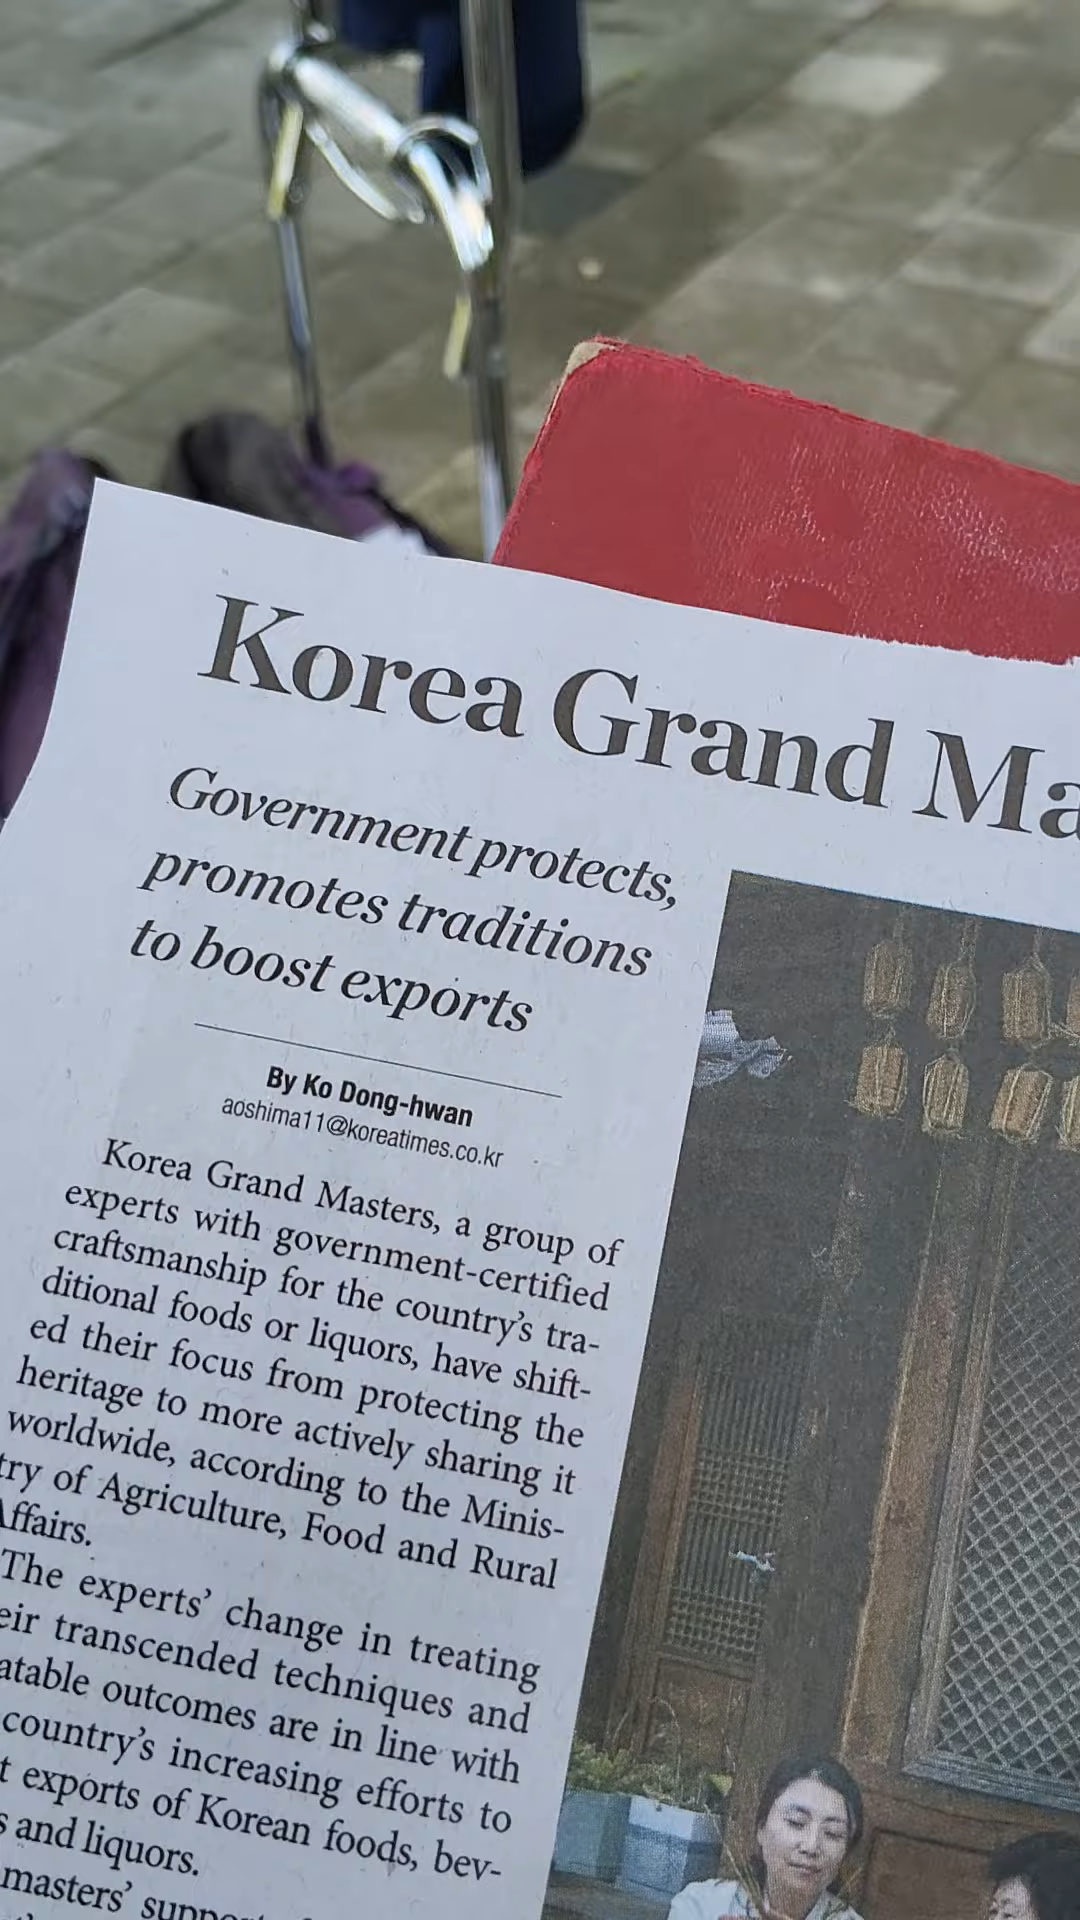 Korea Grand Ma
Government protects,
promotes traditions
to boost exports
By Ko Dong-hwan
aoshima11@koreatimes.co.kr
Korea Grand Masters, a group of
experts with government-certified
craftsmanship for the country's tra-
ditional foods or liquors, have shift-
ed their focus from protecting the
heritage to more actively sharing it
worldwide, according to the Minis-
try of Agriculture, Food and Rural
Affairs.
The experts' change in treating
eir transcended techniques and
atable outcomes are in line with
country's increasing efforts to
t exports of Korean foods, bev-
s and liquors.
masters'